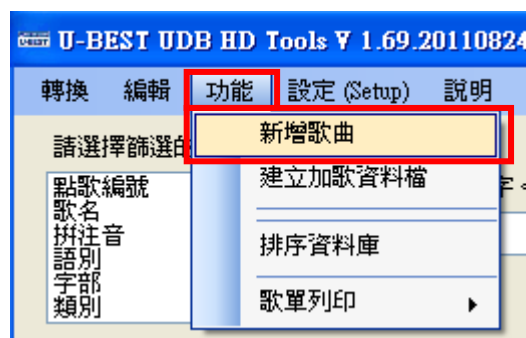 U-BEST U-BEST UDB HD Tools V 1.69.20110824
轉換 編輯 功能 設定 (Setup) 説明
請選擇篩選的
新增歌曲
建立加歌資料檔
字。
排序資料庫
歌單列印
點歌編號
歌名
拼注音
語別
字部
類別